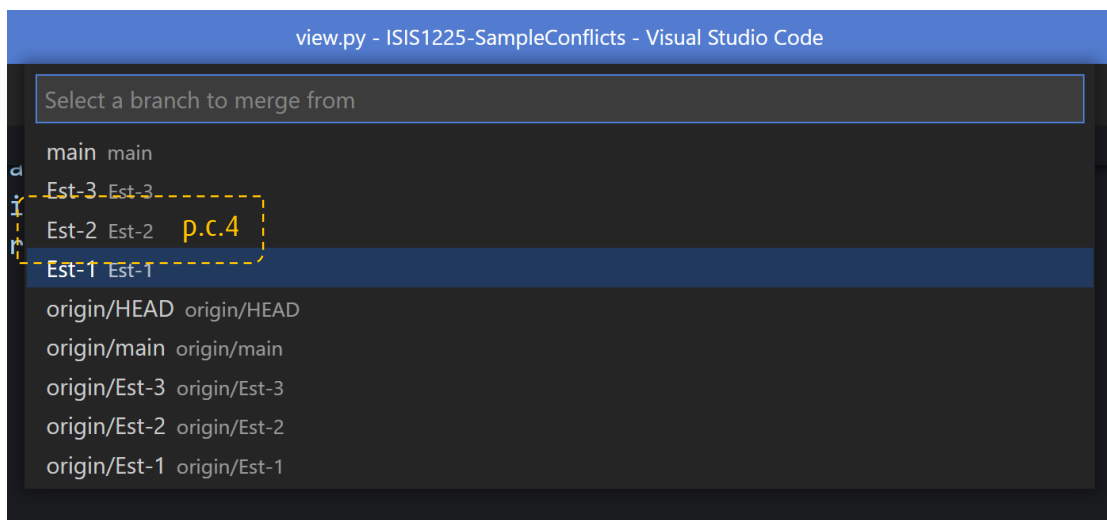 view.py - ISIS1225-SampleConflicts - Visual Studio Code
Select a branch to merge from
main main
Est-3 Est-3
Est-2 Est-2 p.c.4
Est-1 Est-1
origin/HEAD origin/HEAD
origin/main origin/main
origin/Est-3 origin/Est-3
origin/Est-2 origin/Est-2
origin/Est-1 origin/Est-1